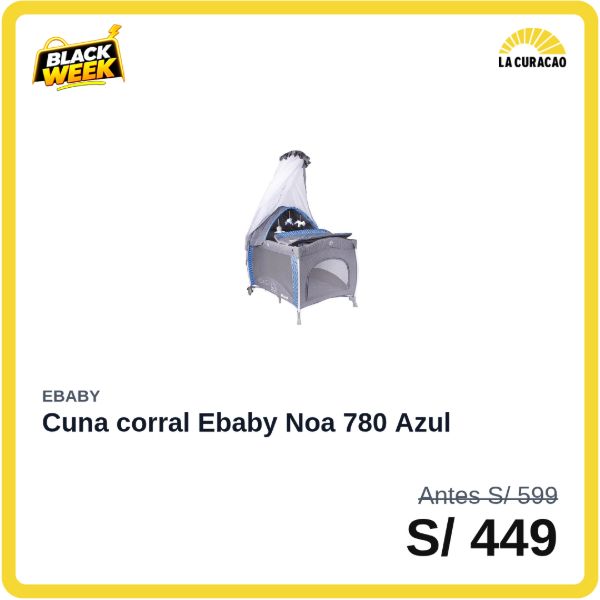 BLACK
WEEK
LA CURACAO
EBABY
Cuna corral Ebaby Noa 780 Azul
Antes S/ 599
S/ 449